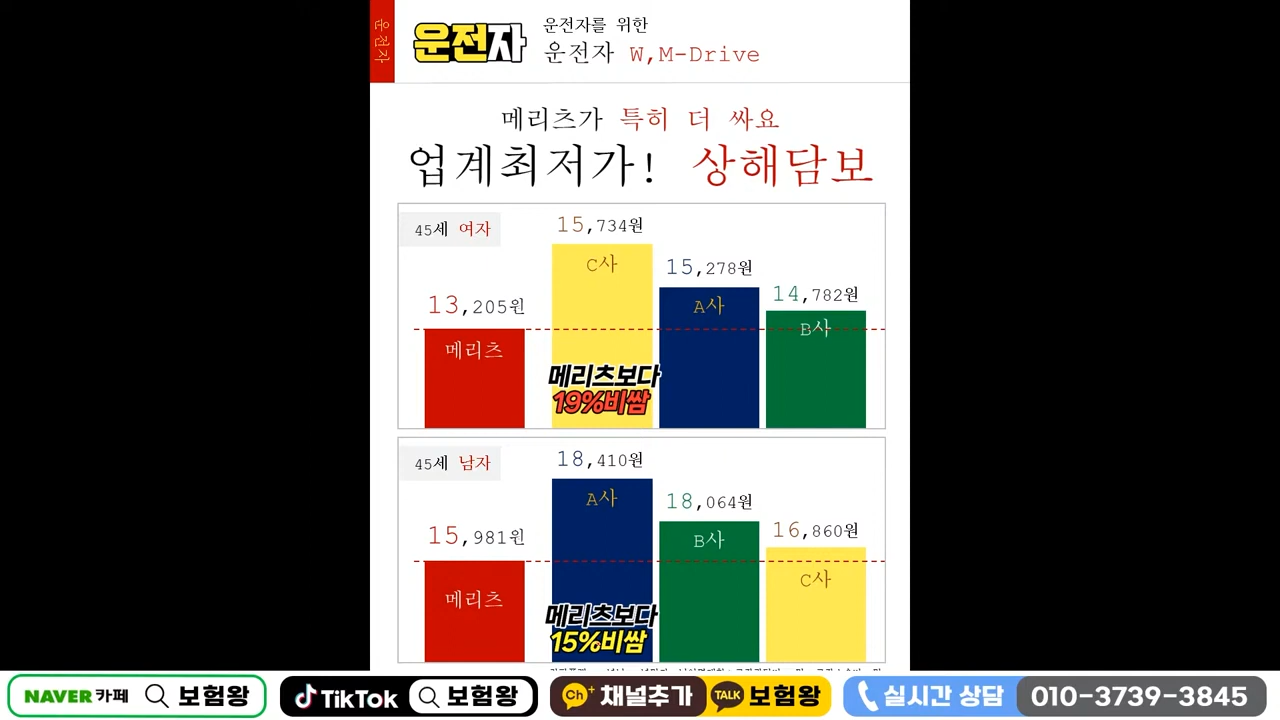 운전자
운전자
운전자를 위한
운전자 W,M-Drive
메리츠가 특히 더 싸요
업계최저가! 상해담보
45세 여자
13,205원
메리츠
15,734원
C사
메리츠보다
19%비쌈
15,278원
A사
14,782원
B사
45세 남자
15,981원
메리츠
18,410원
A사
메리츠보다
15%비쌈
18,064원
B사
16,860원
C사
NAVER 카페 보험왕
TikTok 보험왕
Ch+ 채널추가 TALK 보험왕
실시간 상담 010-3739-3845